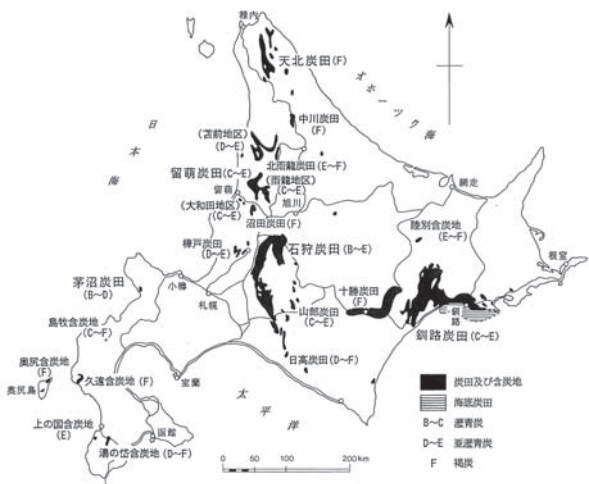 稚内
天北炭田(F)
オホーツク海
中川炭田
(F)
日本海
(苫前地区)
(D～E)
北雨龍炭田(E～F)
留萌炭田(C～E)
(雨龍地区)
(C～E)
留萌
旭川
(大和田地区)
(C～E)
沼田炭田(F)
網走
陸別含炭地
(E～F)
樺戸炭田
(D～E)
石狩炭田(B～E)
根室
茅沼炭田
(B～D)
小樽
札幌
十勝炭田
(F)
釧路
島牧含炭地
(C～F)
山部炭田
(C～E)
釧路炭田(C～E)
奥尻含炭地
(F)
日高炭田(D～F)
奥尻島
久遠含炭地(F)
室蘭
太平洋
上の国含炭地
(E)
函館
湯の岱含炭地(D～F)
炭田及び含炭地
海底炭田
B～C 瀝青炭
D～E 亜瀝青炭
F 褐炭
0 100 200km